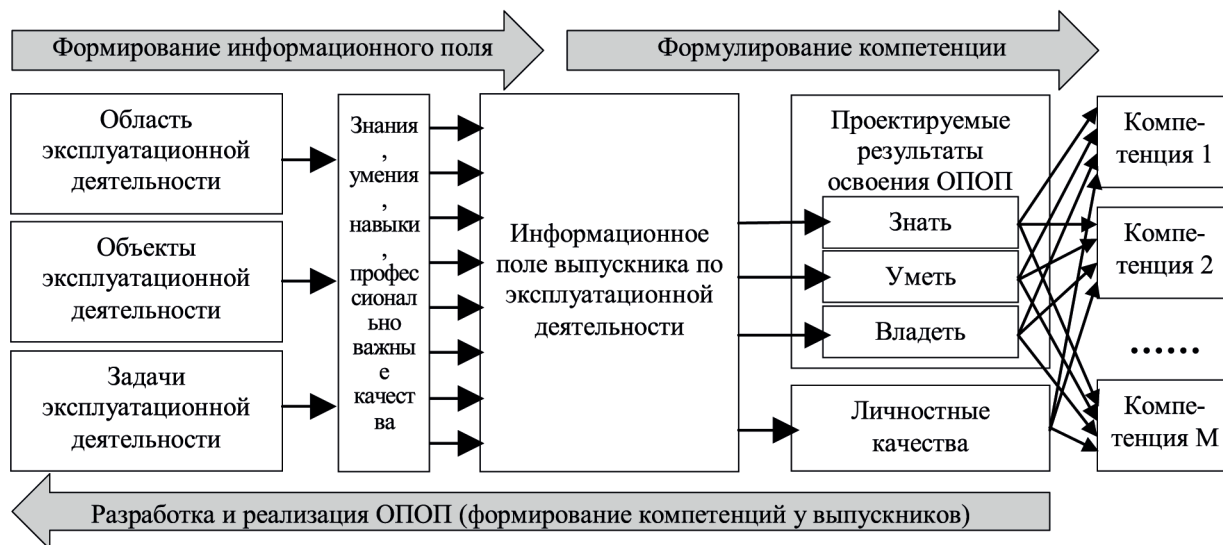 Формирование информационного поля
Формулирование компетенции
Область
эксплуатационной
деятельности
Объекты
эксплуатационной
деятельности
Задачи
эксплуатационной
деятельности
Знания
,
умения
,
навыки
,
профес
сиональ
но
важны
е
качест
ва
Информационное
поле выпускника по
эксплуатационной
деятельности
Проектируемые
результаты
освоения ОПОП
Знать
Уметь
Владеть
Личностные
качества
Компе-
тенция 1
Компе-
тенция 2
......
Компе-
тенция М
Разработка и реализация ОПОП (формирование компетенций у выпускников)